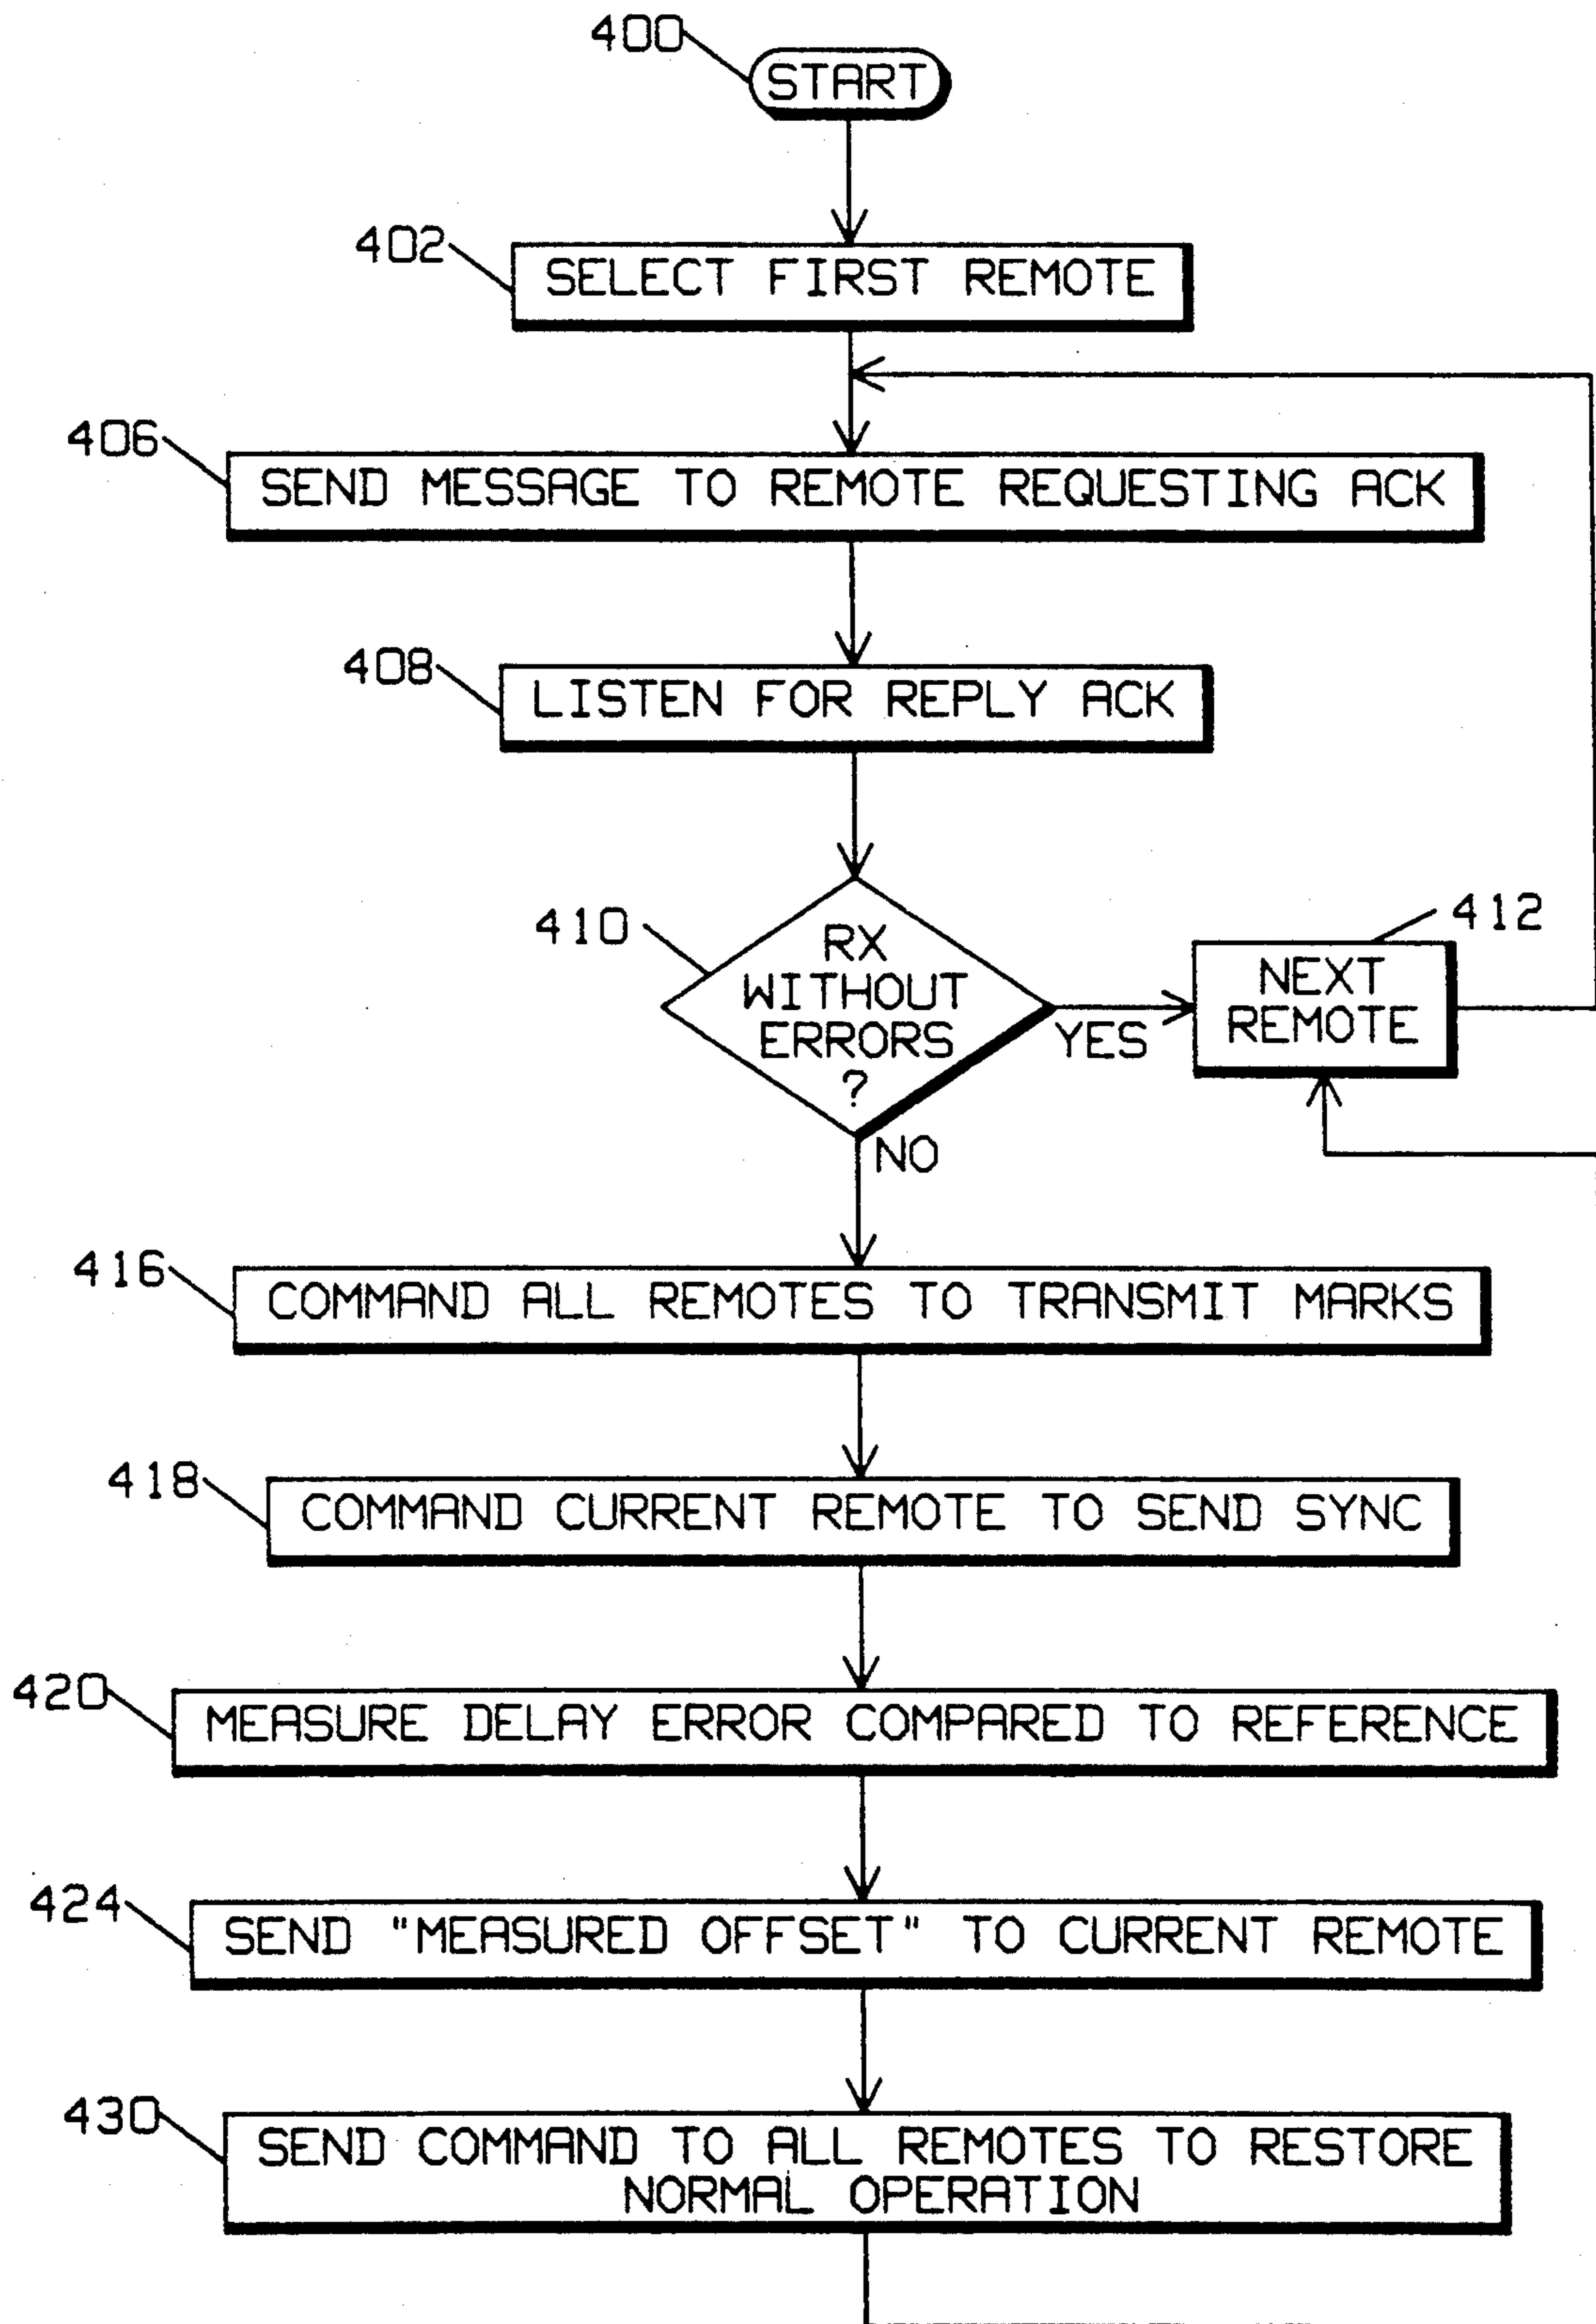 400
START
402
SELECT FIRST REMOTE
406
SEND MESSAGE TO REMOTE REQUESTING ACK
408
LISTEN FOR REPLY ACK
410
RX
WITHOUT
ERRORS
?
YES
412
NEXT
REMOTE
NO
416
COMMAND ALL REMOTES TO TRANSMIT MARKS
418
COMMAND CURRENT REMOTE TO SEND SYNC
420
MEASURE DELAY ERROR COMPARED TO REFERENCE
424
SEND "MEASURED OFFSET" TO CURRENT REMOTE
430
SEND COMMAND TO ALL REMOTES TO RESTORE
NORMAL OPERATION